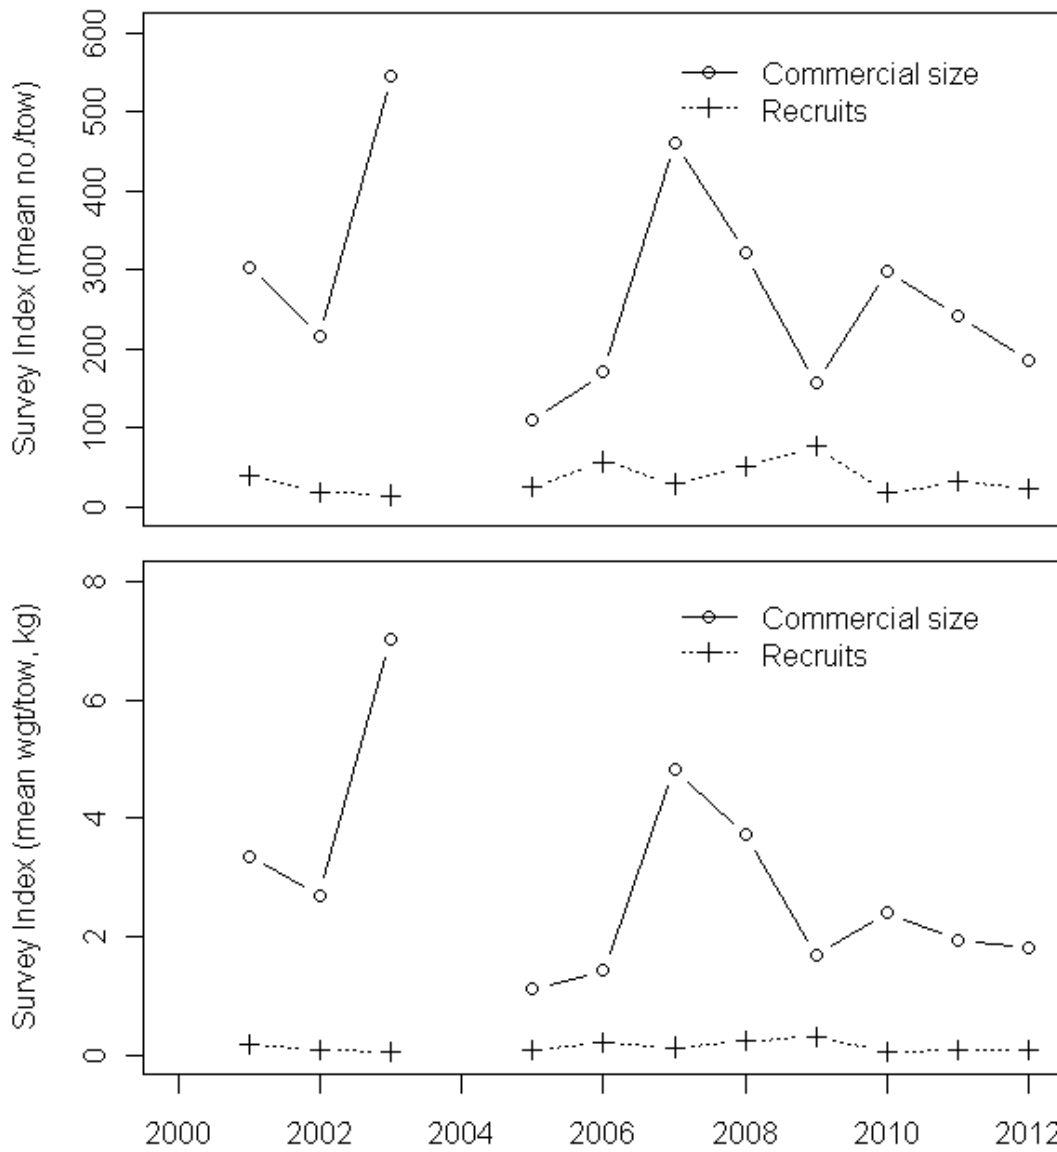 Survey Index (mean no./tow)
600
500
400
300
200
100
0
Commercial size
Recruits
Survey Index (mean wgt/tow, kg)
8
6
4
2
0
Commercial size
Recruits
2000 2002 2004 2006 2008 2010 2012